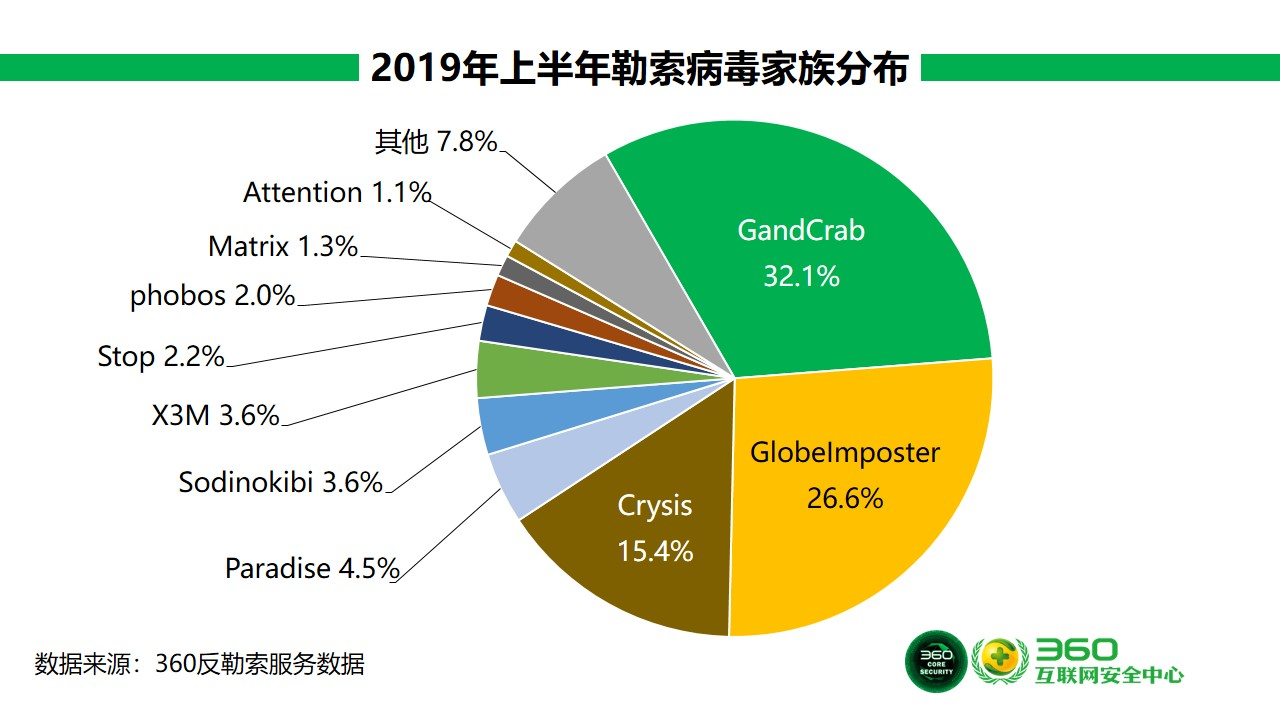 2019年上半年勒索病毒家族分布
其他 7.8%
Attention 1.1%
Matrix 1.3%
phobos 2.0%
Stop 2.2%
X3M 3.6%
Sodinokibi 3.6%
Paradise 4.5%
GandCrab
32.1%
GlobeImposter
26.6%
Crysis
15.4%
数据来源：360反勒索服务数据
360
CORE
SECURITY
360
互联网安全中心